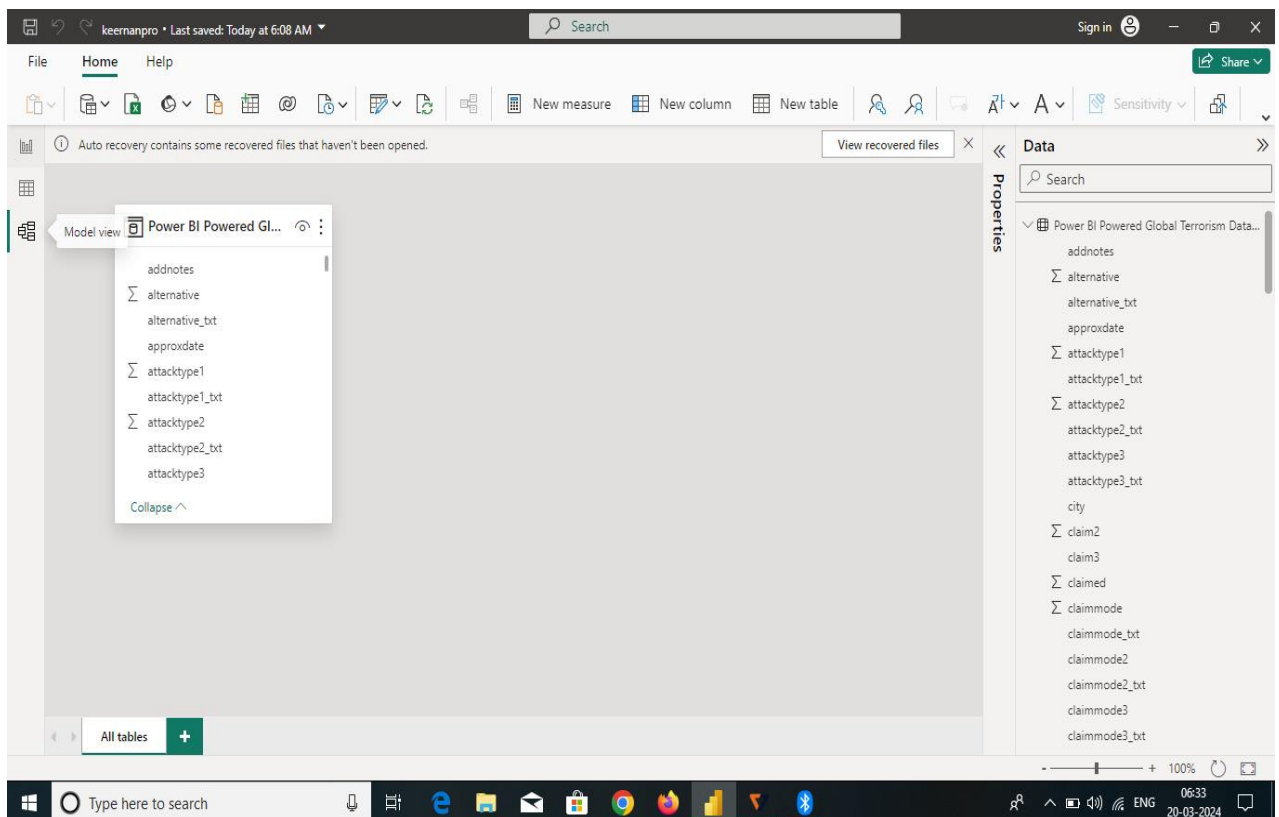 keernanpro • Last saved: Today at 6:08 AM
Search
Sign in
File Home Help
Share
New measure New column New table Sensitivity
Auto recovery contains some recovered files that haven't been opened.
View recovered files
Model view
Power BI Powered Gl...
addnotes
alternative
alternative_txt
approxdate
attacktype1
attacktype1_txt
attacktype2
attacktype2_txt
attacktype3
Collapse
Properties
Data
Search
Power BI Powered Global Terrorism Data...
addnotes
alternative
alternative_txt
approxdate
attacktype1
attacktype1_txt
attacktype2
attacktype2_txt
attacktype3
attacktype3_txt
city
claim2
claim3
claimed
claimmode
claimmode_txt
claimmode2
claimmode2_txt
claimmode3
claimmode3_txt
All tables
100%
Type here to search
ENG
06:33
20-03-2024